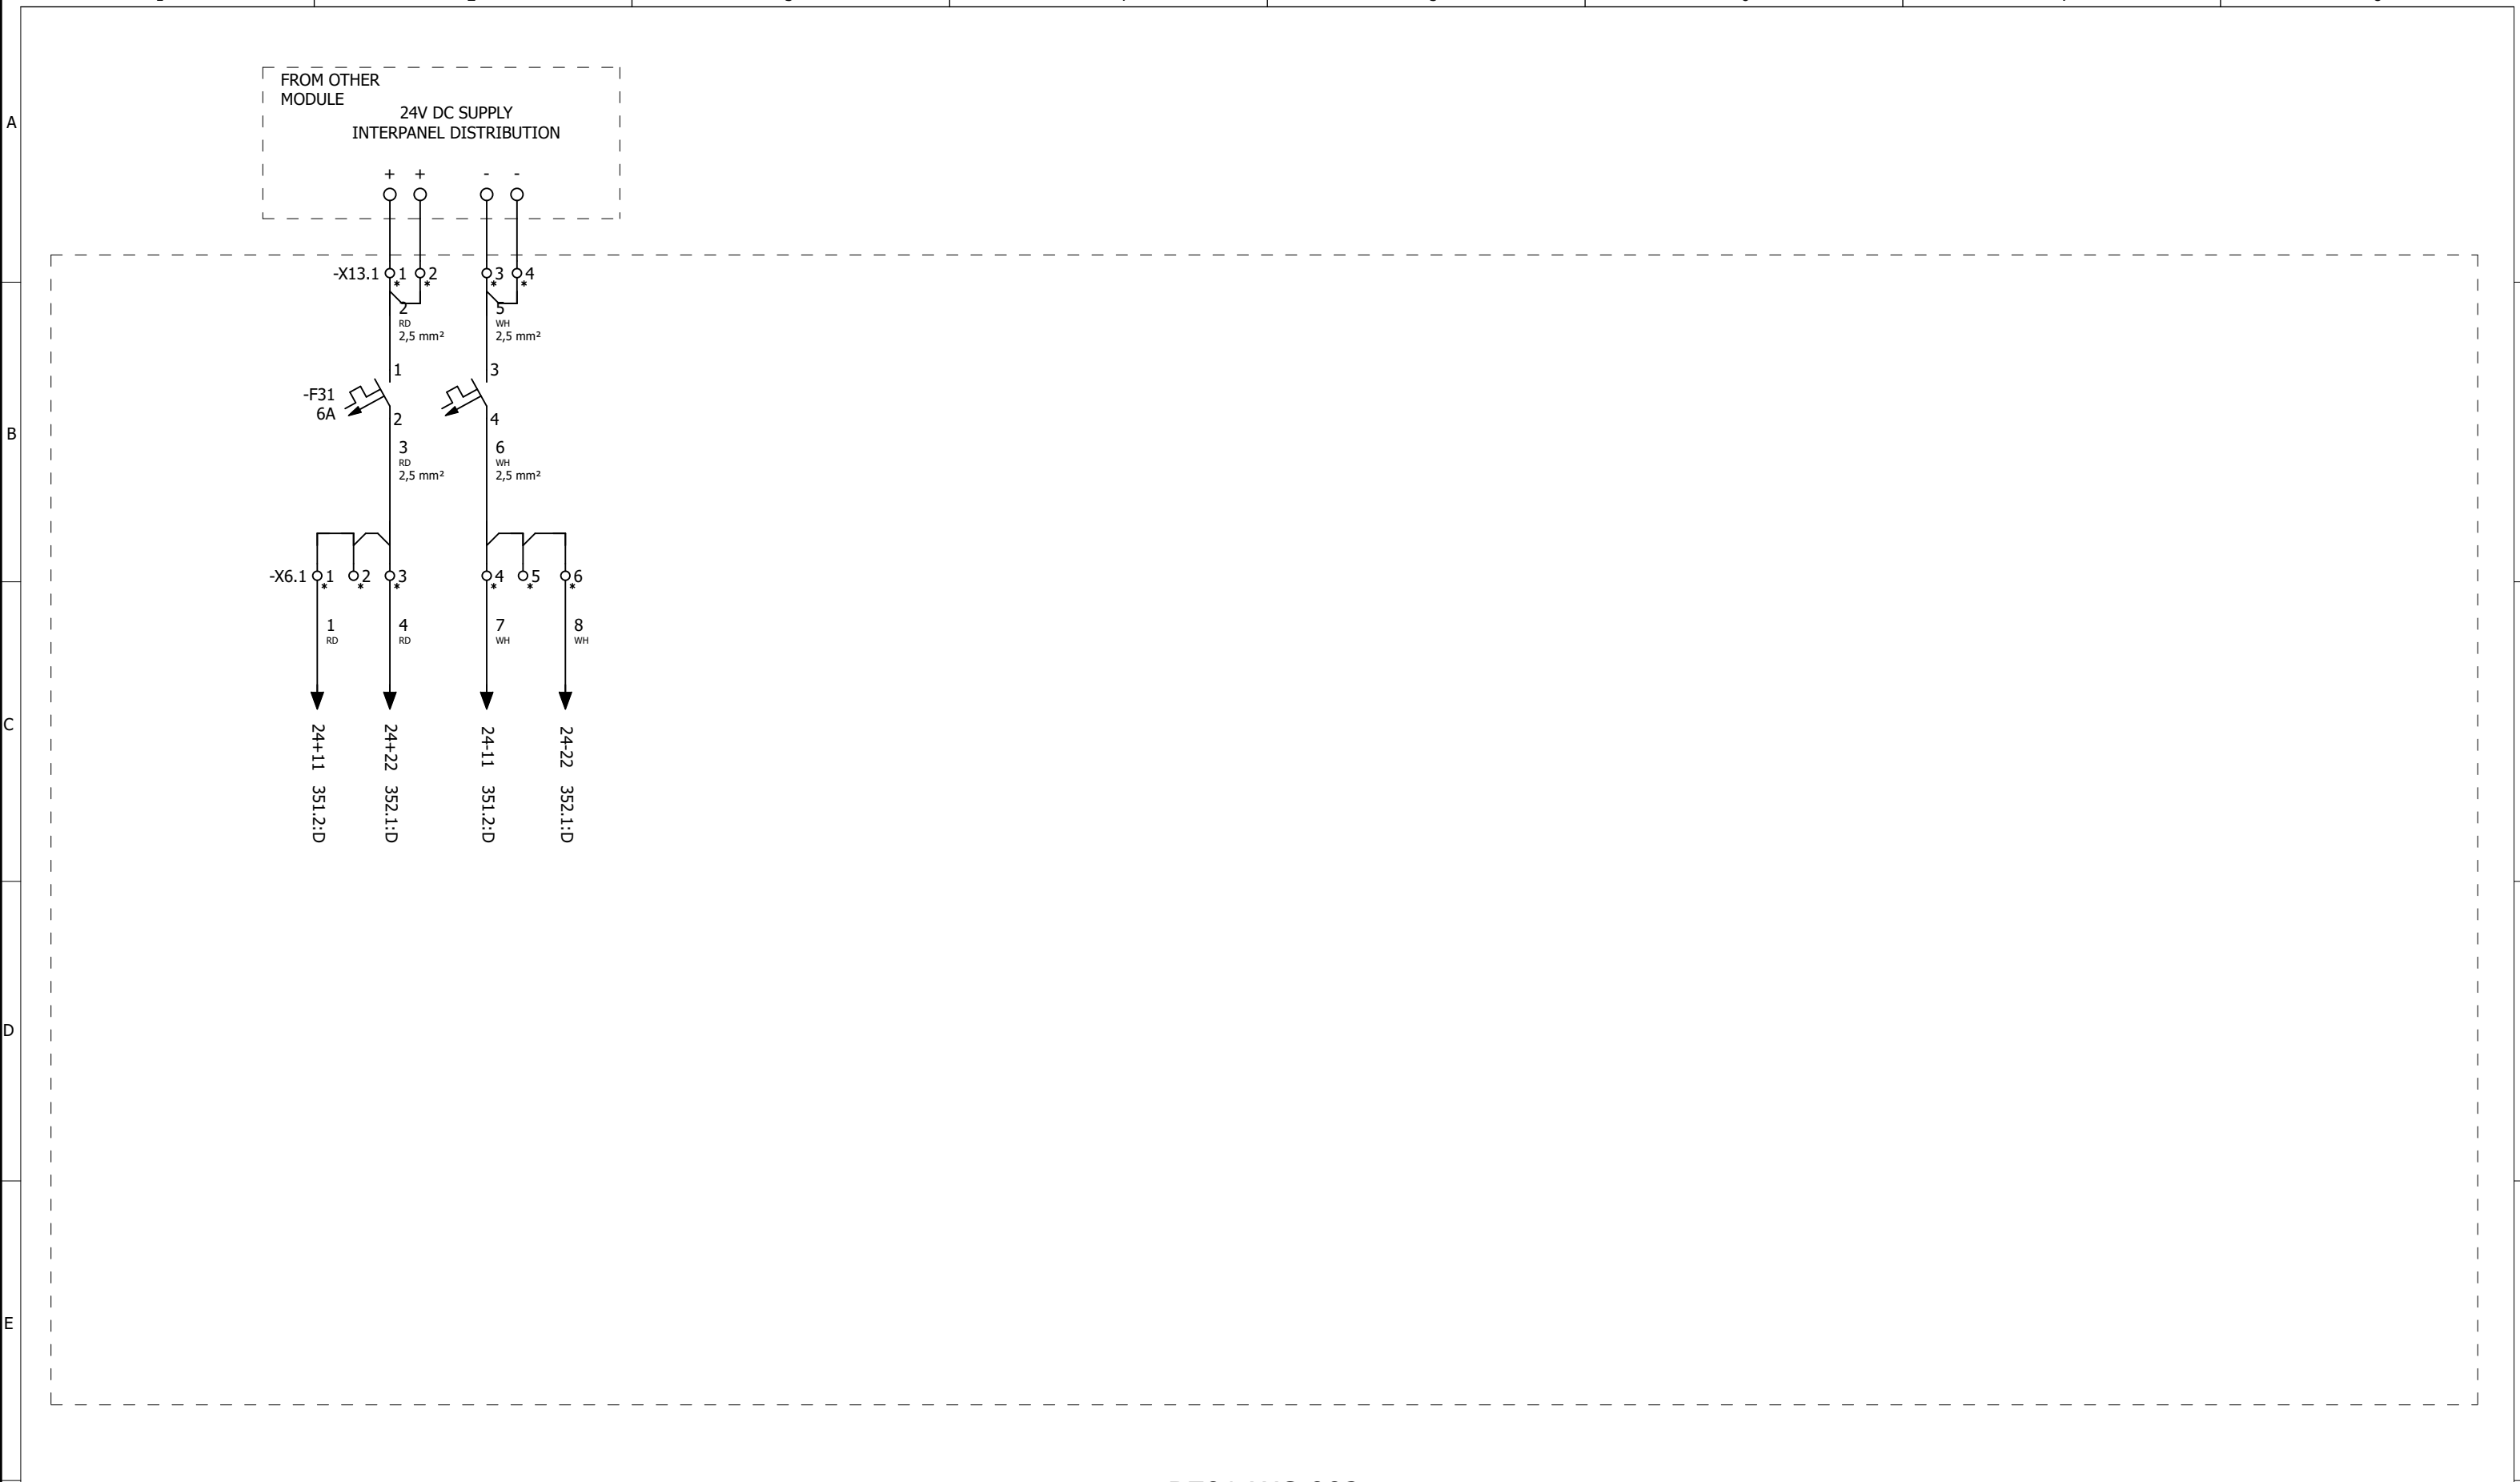 FROM OTHER
MODULE
24V DC SUPPLY
INTERPANEL DISTRIBUTION
A
+ + - -
-X13.1 1 2 3 4
* * * *
2 5
RD WH
2,5 mm² 2,5 mm²
1 3
-F31
6A
2 4
B
3 6
RD WH
2,5 mm² 2,5 mm²
-X6.1 1 2 3 4 5 6
* * * * * *
1 4 7 8
RD RD WH WH
C
24+11 351.2:D
24+22 352.1:D
24-11 351.2:D
24-22 352.1:D
D
E